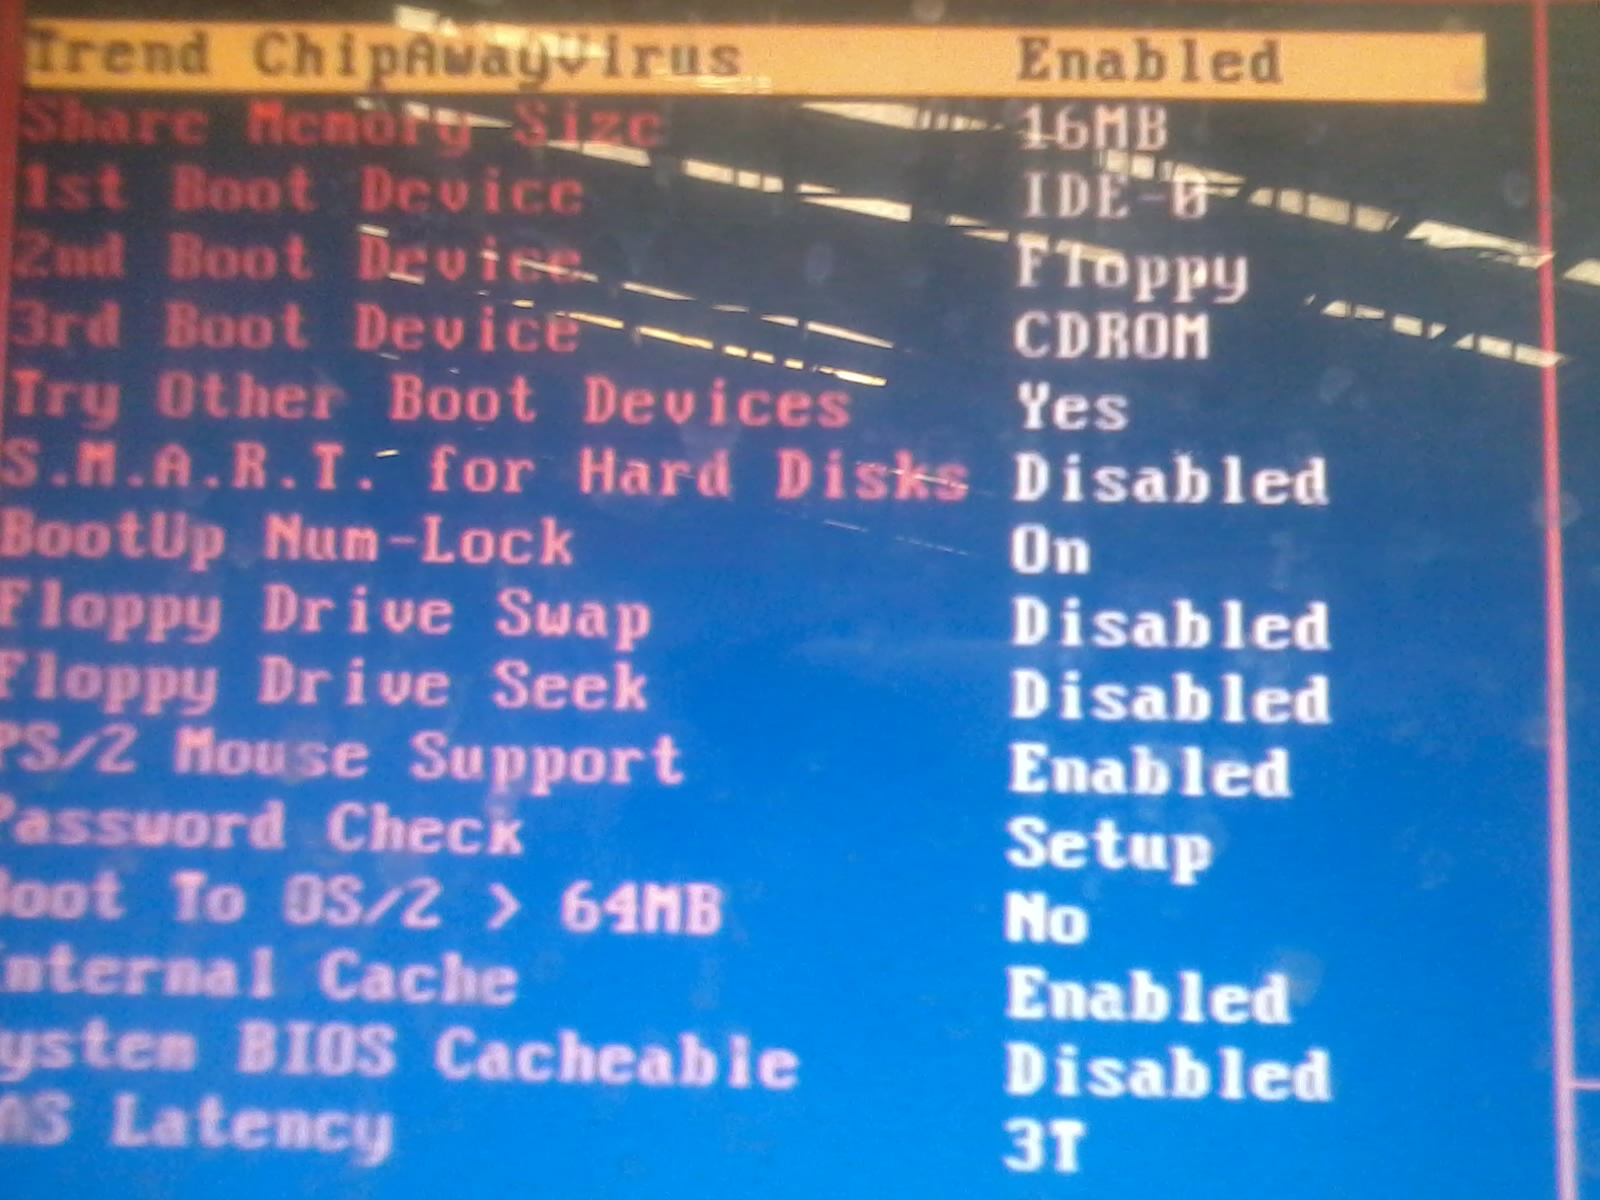 Trend ChipAwayVirus Enabled
Share Memory Size 16MB
1st Boot Device IDE-0
2nd Boot Device Floppy
3rd Boot Device CDROM
Try Other Boot Devices Yes
S.M.A.R.T. for Hard Disks Disabled
BootUp Num-Lock On
Floppy Drive Swap Disabled
Floppy Drive Seek Disabled
PS/2 Mouse Support Enabled
Password Check Setup
Boot To OS/2 > 64MB No
Internal Cache Enabled
ystem BIOS Cacheable Disabled
AS Latency 3T